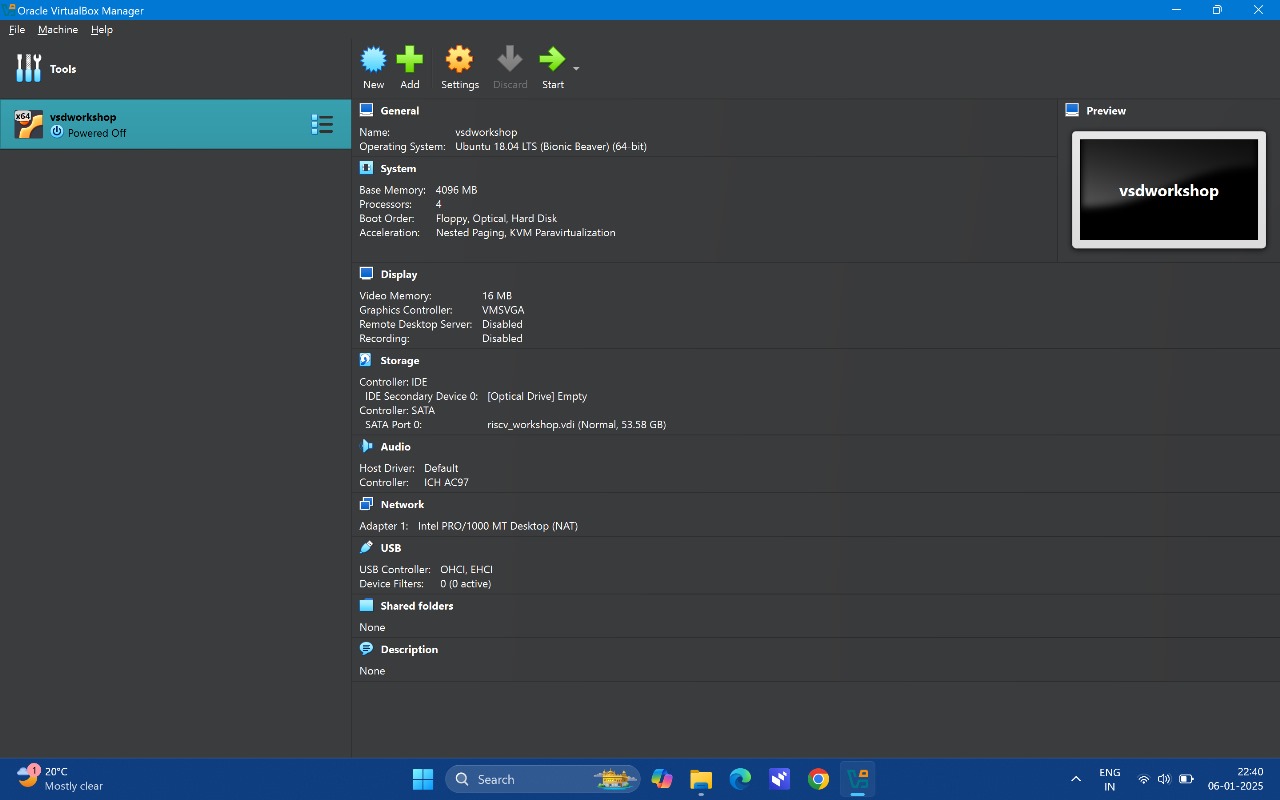 Oracle VirtualBox Manager
File Machine Help
Tools
New Add Settings Discard Start
x64
vsdworkshop
Powered Off
General
Name: vsdworkshop
Operating System: Ubuntu 18.04 LTS (Bionic Beaver) (64-bit)
System
Base Memory: 4096 MB
Processors: 4
Boot Order: Floppy, Optical, Hard Disk
Acceleration: Nested Paging, KVM Paravirtualization
Preview
vsdworkshop
Display
Video Memory: 16 MB
Graphics Controller: VMSVGA
Remote Desktop Server: Disabled
Recording: Disabled
Storage
Controller: IDE
IDE Secondary Device 0: [Optical Drive] Empty
Controller: SATA
SATA Port 0: riscv_workshop.vdi (Normal, 53.58 GB)
Audio
Host Driver: Default
Controller: ICH AC97
Network
Adapter 1: Intel PRO/1000 MT Desktop (NAT)
USB
USB Controller: OHCI, EHCI
Device Filters: 0 (0 active)
Shared folders
None
Description
None
1
20°C
Mostly clear
Search
ENG
IN
22:40
06-01-2025